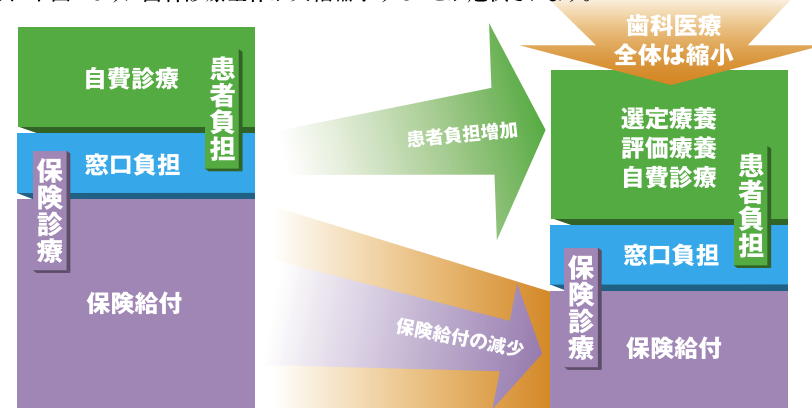 歯科医療
全体は縮小
自費診療
患者負担
窓口負担
保険診療
保険給付
患者負担増加
保険給付の減少
選定療養
評価療養
自費診療
患者負担
窓口負担
保険診療
保険給付